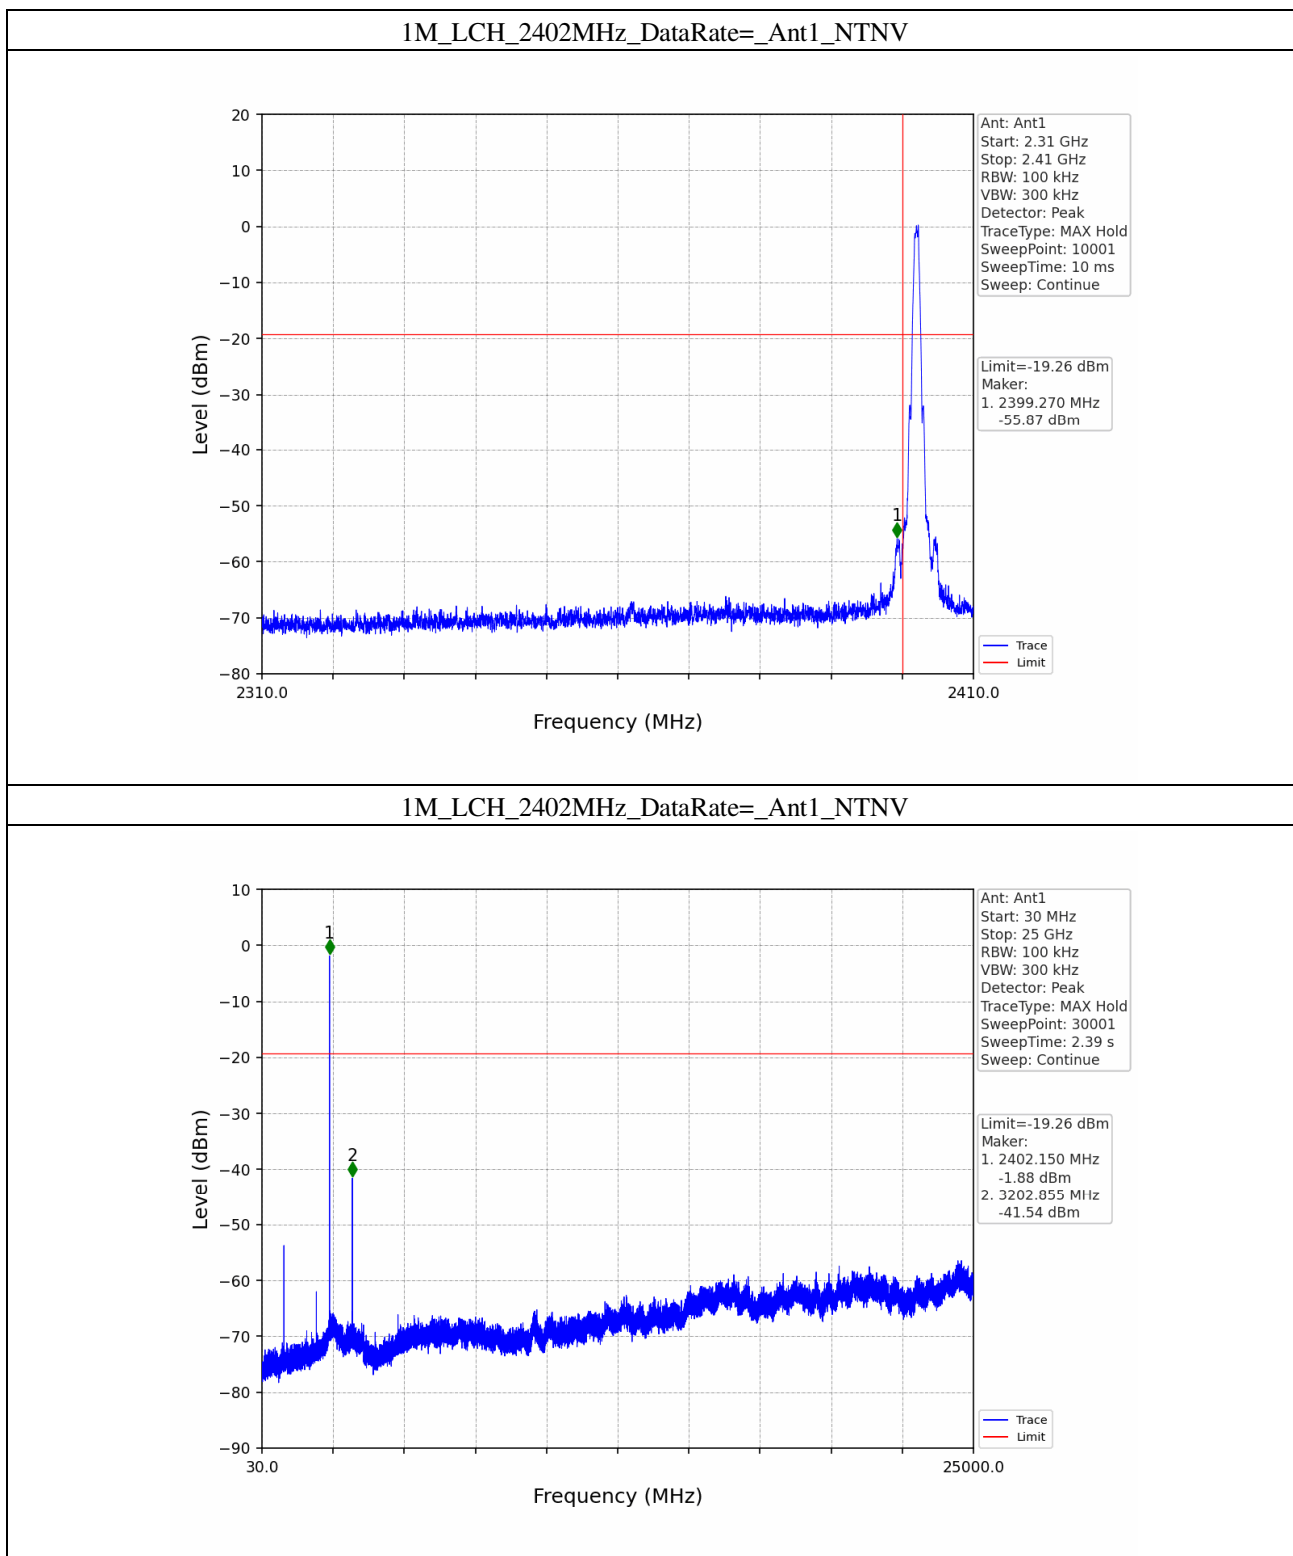 1M_LCH_2402MHz_DataRate=_Ant1_NTNV
20
10
0
−10
−20
−30
−40
−50
−60
−70
−80
Level (dBm)
1
2310.0
2410.0
Frequency (MHz)
Ant: Ant1
Start: 2.31 GHz
Stop: 2.41 GHz
RBW: 100 kHz
VBW: 300 kHz
Detector: Peak
TraceType: MAX Hold
SweepPoint: 10001
SweepTime: 10 ms
Sweep: Continue
Limit=-19.26 dBm
Maker:
1. 2399.270 MHz
-55.87 dBm
Trace
Limit
1M_LCH_2402MHz_DataRate=_Ant1_NTNV
10
0
−10
−20
−30
−40
−50
−60
−70
−80
−90
Level (dBm)
1
2
30.0
25000.0
Frequency (MHz)
Ant: Ant1
Start: 30 MHz
Stop: 25 GHz
RBW: 100 kHz
VBW: 300 kHz
Detector: Peak
TraceType: MAX Hold
SweepPoint: 30001
SweepTime: 2.39 s
Sweep: Continue
Limit=-19.26 dBm
Maker:
1. 2402.150 MHz
-1.88 dBm
2. 3202.855 MHz
-41.54 dBm
Trace
Limit